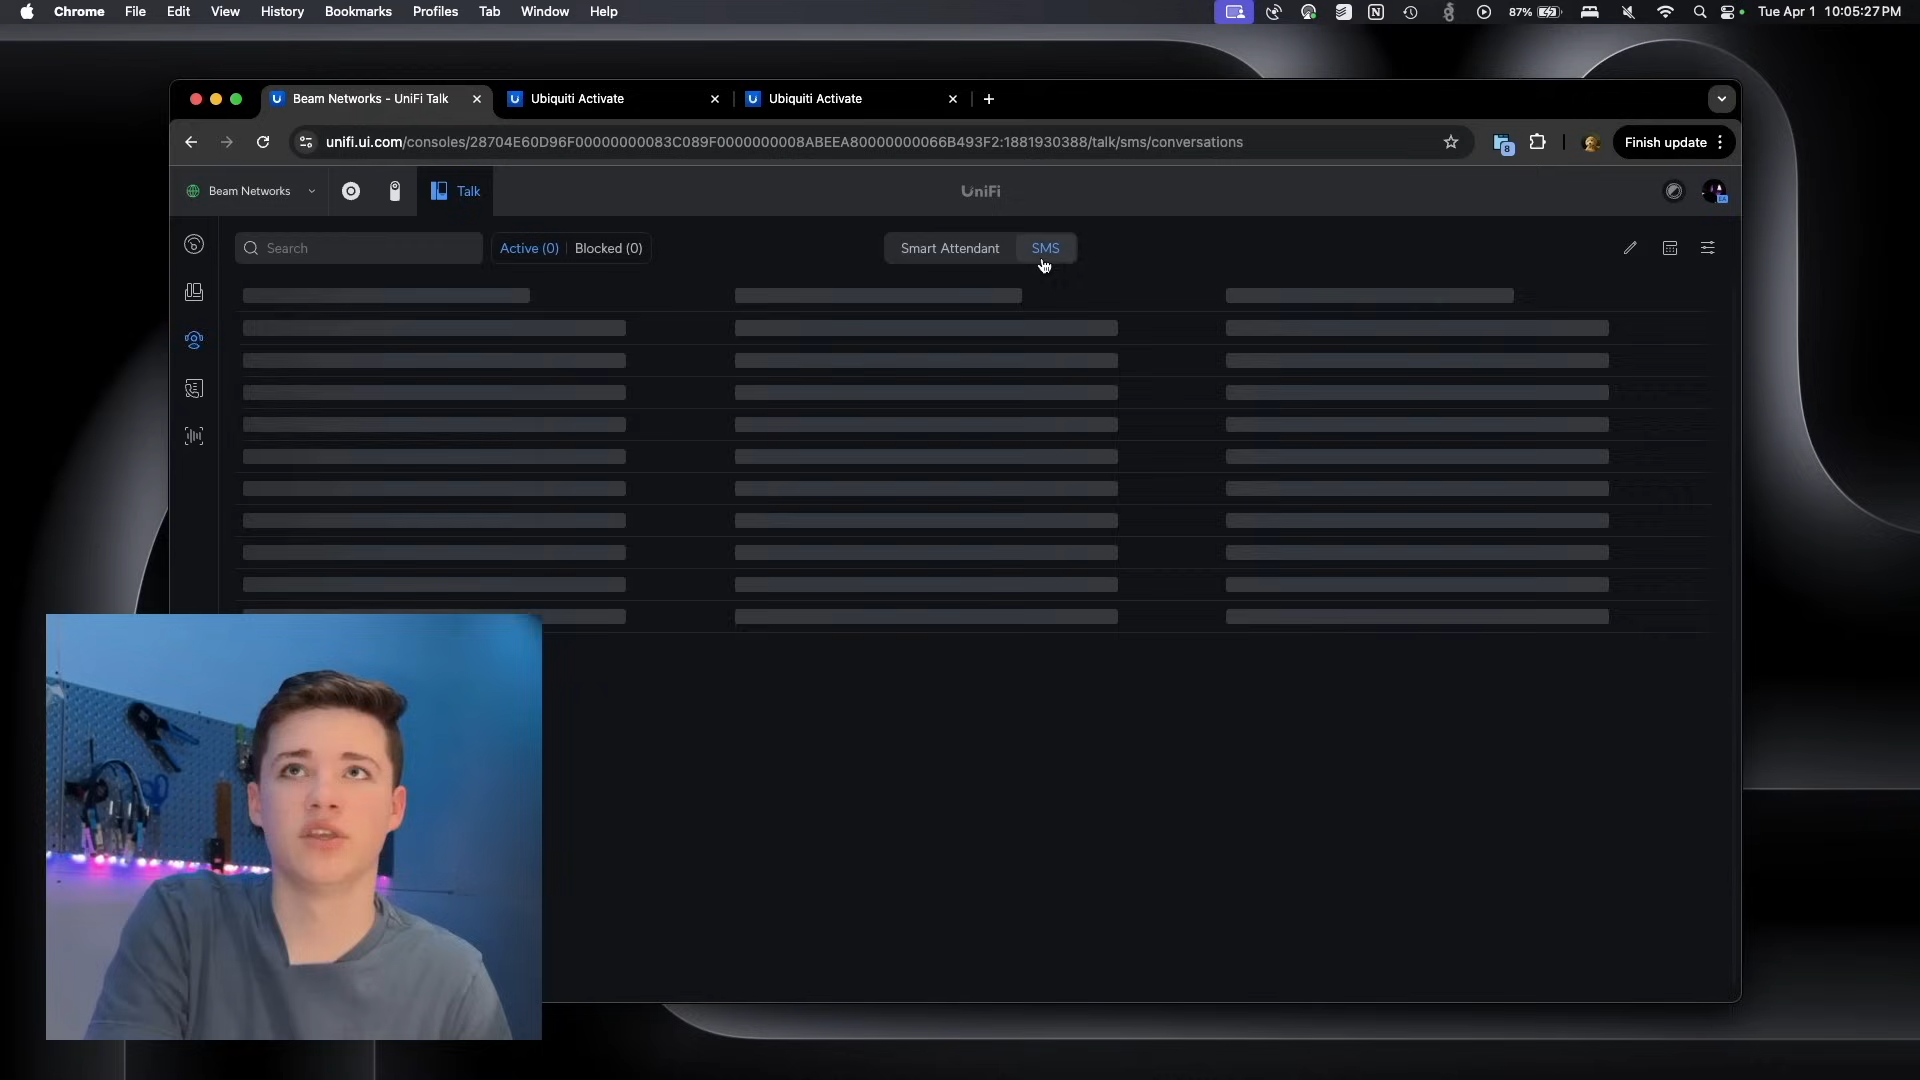 Chrome File Edit View History Bookmarks Profiles Tab Window Help
87% Tue Apr 1 10:05:27 PM
Beam Networks - UniFi Talk
Ubiquiti Activate
Ubiquiti Activate
unifi.ui.com/consoles/28704E60D96F00000000083C089F0000000008ABEEA80000000066B493F2:1881930388/talk/sms/conversations
8
Finish update
Beam Networks
Talk
UniFi
Search
Active (0)
Blocked (0)
Smart Attendant
SMS